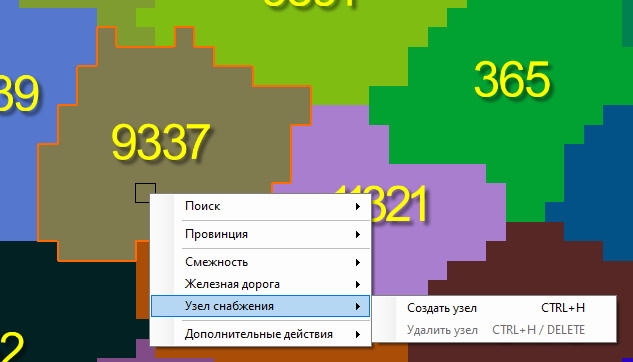 39
9337
365
11321
Поиск
Провинция
Смежность
Железная дорога
Узел снабжения
Создать узел CTRL+H
Удалить узел CTRL+H / DELETE
Дополнительные действия
2